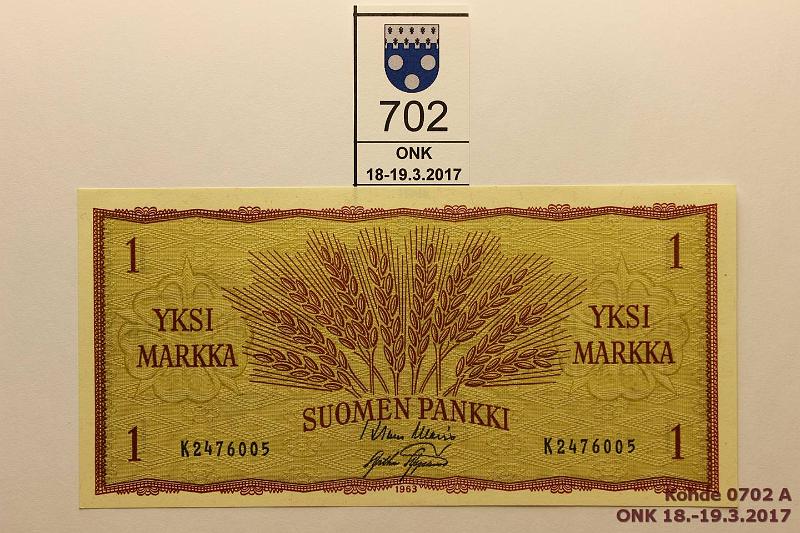 702
ONK
18-19.3.2017
1
1
YKSI
MARKKA
YKSI
MARKKA
SUOMEN PANKKI
1
K2476005
K2476005
1
1963
Kohde 0702 A
ONK 18.-19.3.2017